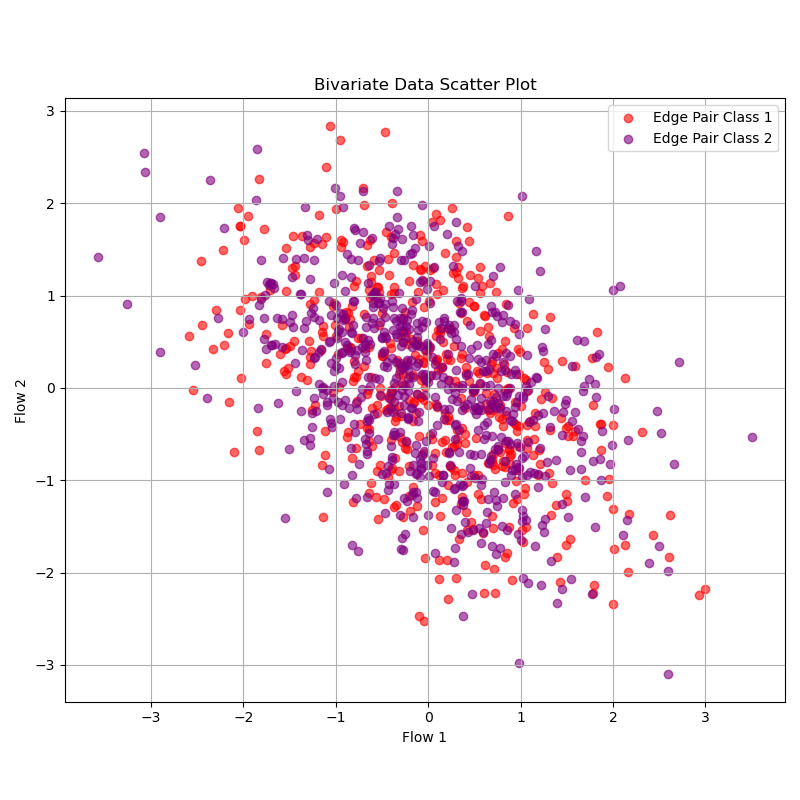 Bivariate Data Scatter Plot
Edge Pair Class 1
Edge Pair Class 2
3
2
1
0
−1
−2
−3
Flow 2
−3
−2
−1
0
1
2
3
Flow 1